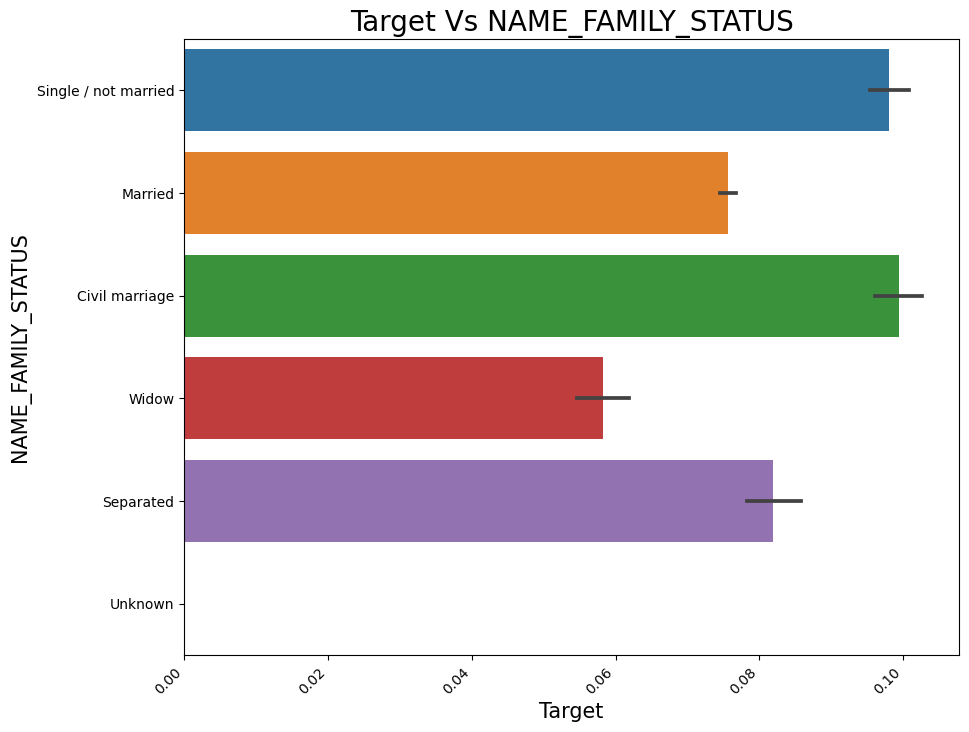 Target Vs NAME_FAMILY_STATUS
NAME_FAMILY_STATUS
Single / not married
Married
Civil marriage
Widow
Separated
Unknown
0.00
0.02
0.04
0.06
0.08
0.10
Target